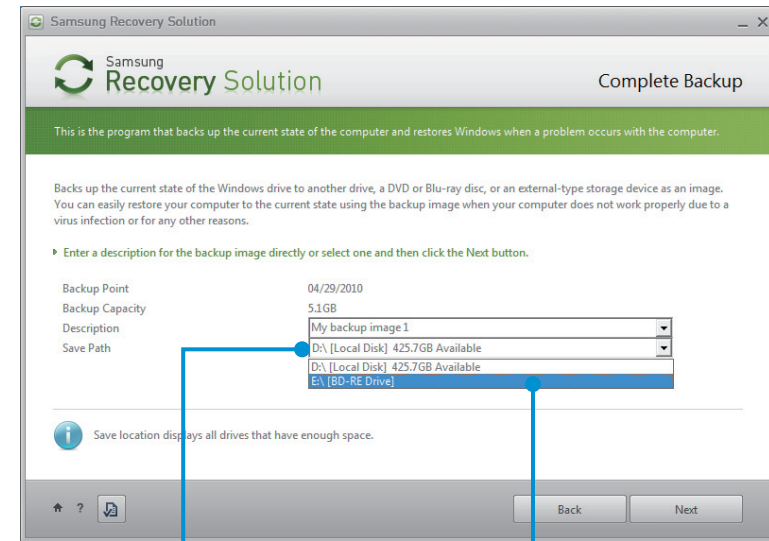 Samsung Recovery Solution
Samsung
Recovery Solution
Complete Backup
This is the program that backs up the current state of the computer and restores Windows when a problem occurs with the computer.
Backs up the current state of the Windows drive to another drive, a DVD or Blu-ray disc, or an external-type storage device as an image.
You can easily restore your computer to the current state using the backup image when your computer does not work properly due to a
virus infection or for any other reasons.
Enter a description for the backup image directly or select one and then click the Next button.
Backup Point 04/29/2010
Backup Capacity 5.1GB
Description My backup image 1
Save Path D:\ [Local Disk] 425.7GB Available
D:\ [Local Disk] 425.7GB Available
E:\ [BD-RE Drive]
Save location displays all drives that have enough space.
? Back Next